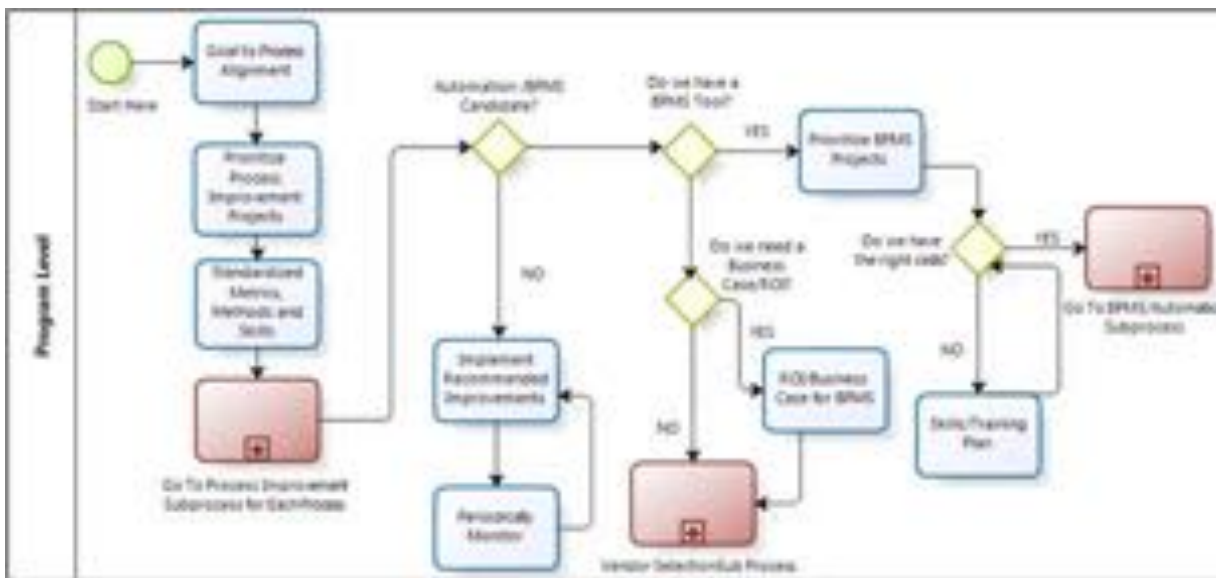 Program Level
Start Here
Goal to Process
Alignment
Prioritize
Process
Improvement
Projects
Standardized
Metrics,
Methods and
Skills
Go To Process Improvement
Subprocess for Each Process
Automation /BPMS
Candidate?
NO
Implement
Recommended
Improvements
Periodically
Monitor
Do we have a
BPMS Tool?
YES
Prioritize BPMS
Projects
Do we need a
Business
Case/ROI?
YES
NO
ROI/Business
Case for BPMS
Vendor Selection Sub Process
Do we have
the right skills?
YES
NO
Skills/Training
Plan
Go To BPMS/Automatic
Subprocess